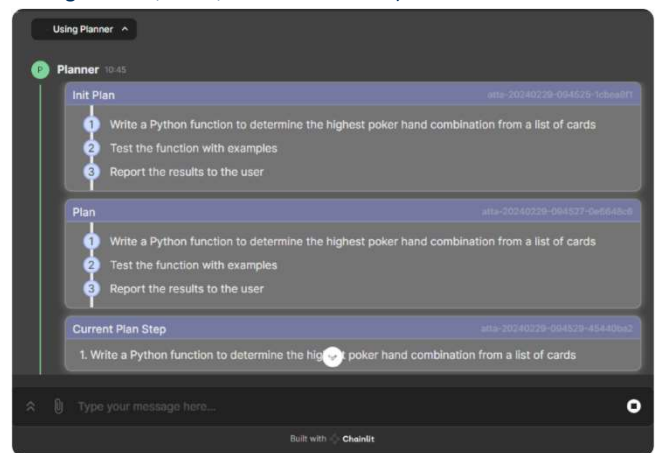 Using Planner
P Planner 10:45
Init Plan
1 Write a Python function to determine the highest poker hand combination from a list of cards
2 Test the function with examples
3 Report the results to the user
Plan
1 Write a Python function to determine the highest poker hand combination from a list of cards
2 Test the function with examples
3 Report the results to the user
Current Plan Step
1. Write a Python function to determine the poker hand combination from a list of cards
Type your message here...
Built with Chainlit